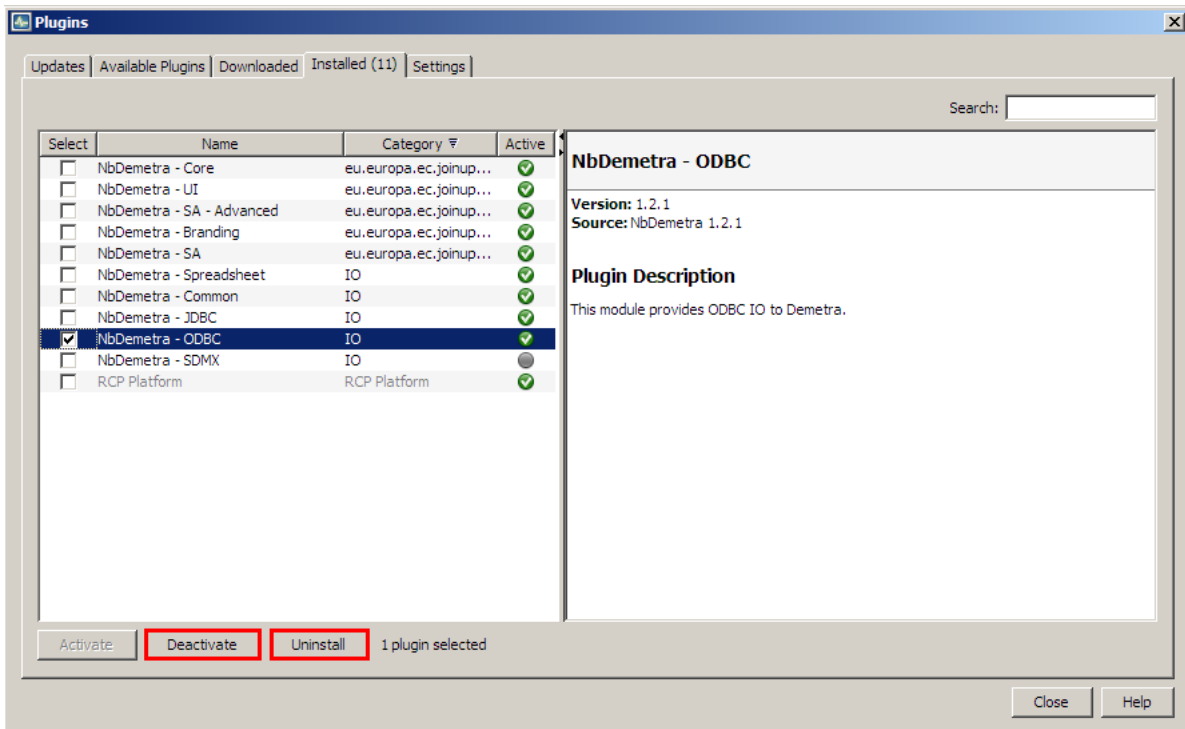 Plugins
Updates Available Plugins Downloaded Installed (11) Settings
Search:
Select Name Category Active
NbDemetra - Core eu.europa.ec.joinup...
NbDemetra - UI eu.europa.ec.joinup...
NbDemetra - SA - Advanced eu.europa.ec.joinup...
NbDemetra - Branding eu.europa.ec.joinup...
NbDemetra - SA eu.europa.ec.joinup...
NbDemetra - Spreadsheet IO
NbDemetra - Common IO
NbDemetra - JDBC IO
NbDemetra - ODBC IO
NbDemetra - SDMX IO
RCP Platform RCP Platform
NbDemetra - ODBC
Version: 1.2.1
Source: NbDemetra 1.2.1
Plugin Description
This module provides ODBC IO to Demetra.
Activate Deactivate Uninstall 1 plugin selected
Close Help